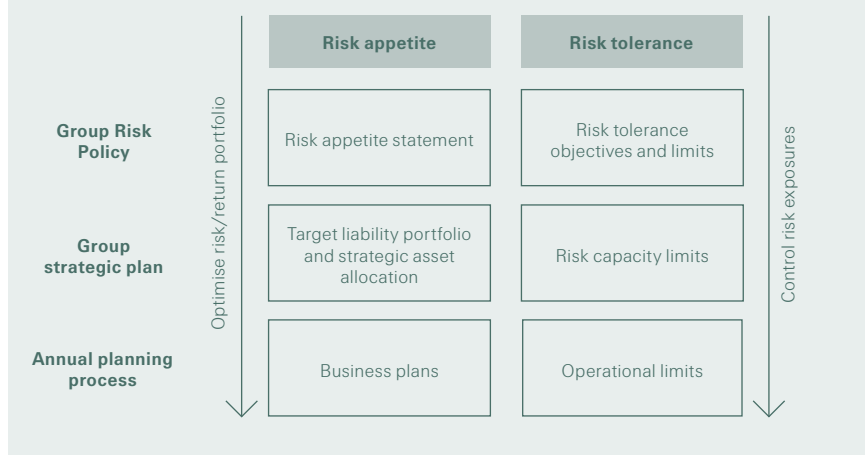 Risk appetite
Risk tolerance
Optimise risk/return portfolio
Control risk exposures
Group Risk
Policy
Risk appetite statement
Risk tolerance
objectives and limits
Group
strategic plan
Target liability portfolio
and strategic asset
allocation
Risk capacity limits
Annual planning
process
Business plans
Operational limits